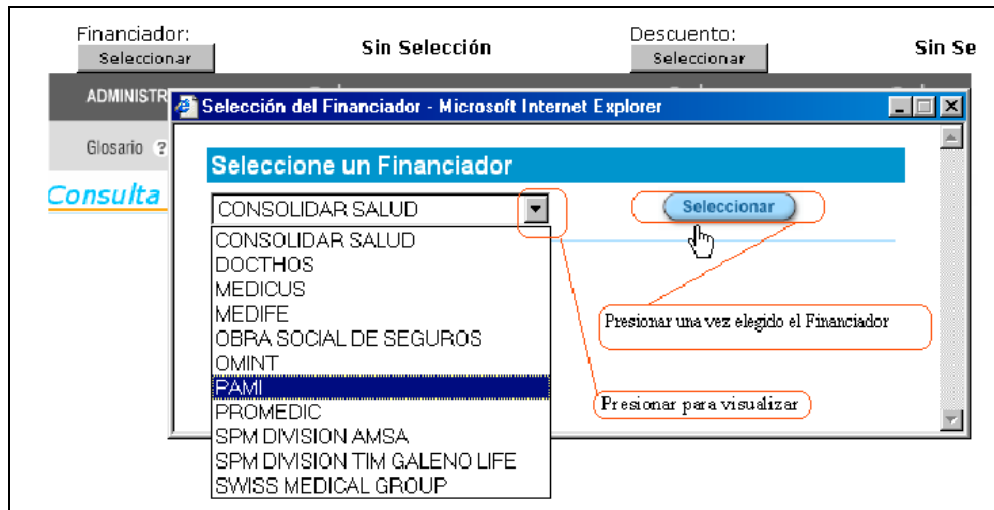 Financiador:
Seleccionar
Sin Selección
Descuento:
Seleccionar
Sin Se
ADMINISTR
Selección del Financiador - Microsoft Internet Explorer
Glosario ?
Seleccione un Financiador
Consulta
CONSOLIDAR SALUD
Seleccionar
CONSOLIDAR SALUD
DOCTHOS
MEDICUS
MEDIFE
OBRA SOCIAL DE SEGUROS
OMINT
PAMI
PROMEDIC
SPM DIVISION AMSA
SPM DIVISION TIM GALENO LIFE
SWISS MEDICAL GROUP
Presionar una vez elegido el Financiador
Presionar para visualizar